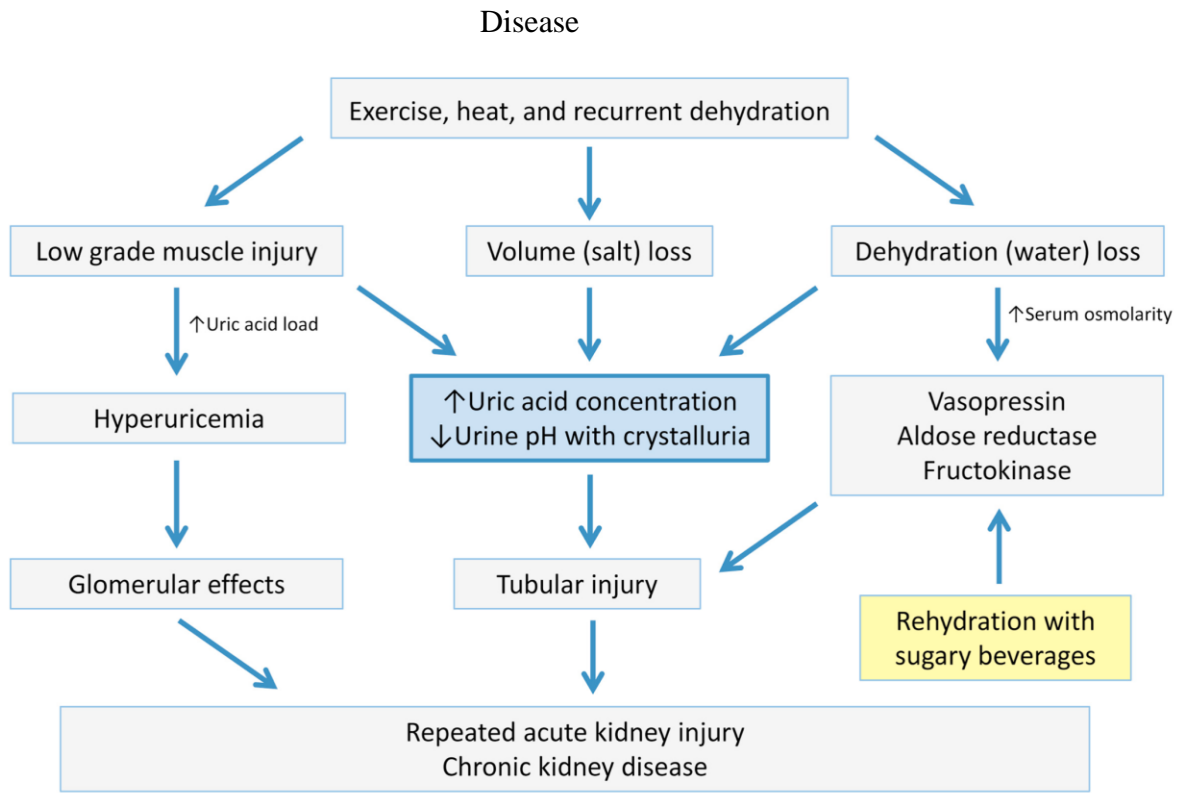 Disease
Exercise, heat, and recurrent dehydration
Low grade muscle injury
Volume (salt) loss
Dehydration (water) loss
↑Uric acid load
↑Serum osmolarity
Hyperuricemia
↑Uric acid concentration
↓Urine pH with crystalluria
Vasopressin
Aldose reductase
Fructokinase
Glomerular effects
Tubular injury
Rehydration with
sugary beverages
Repeated acute kidney injury
Chronic kidney disease